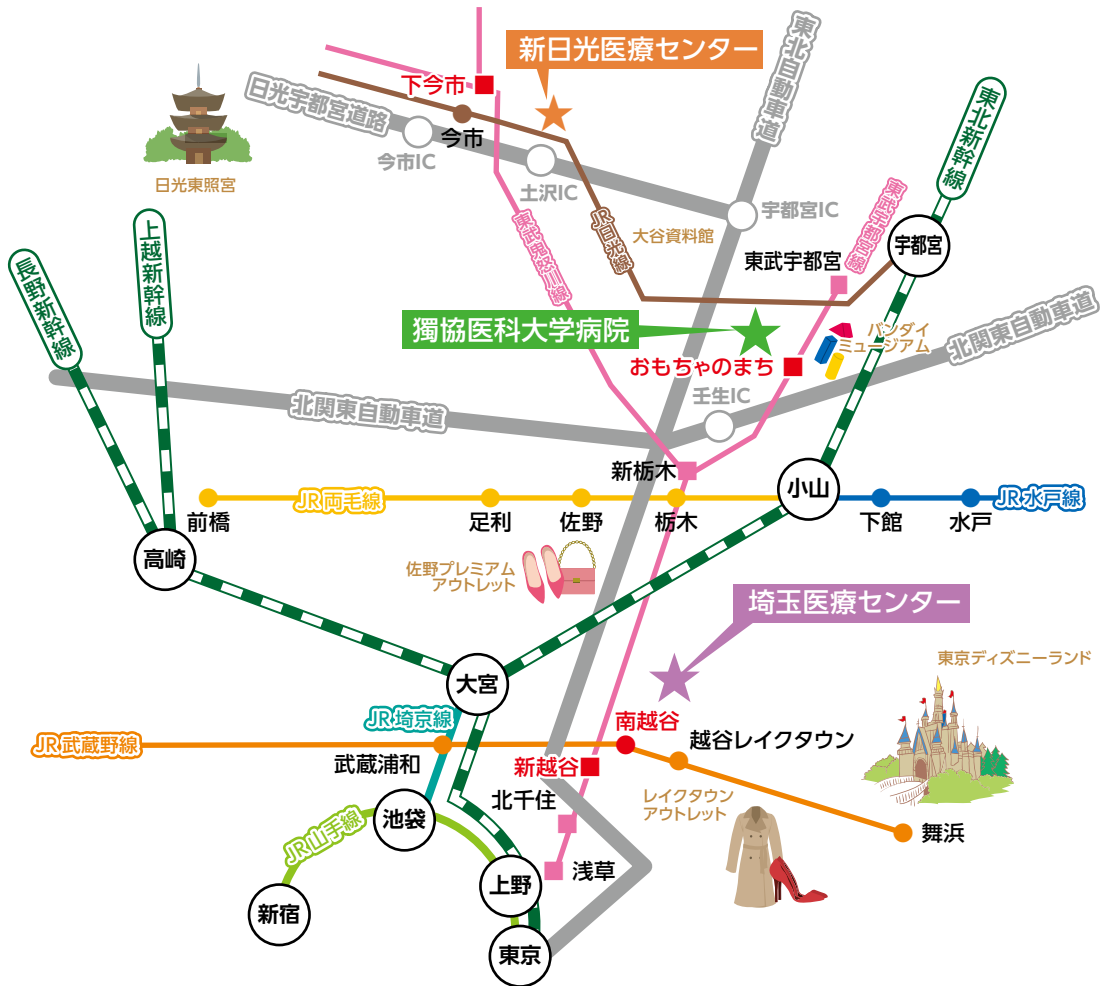 新日光医療センター
東北自動車道
下今市
日光宇都宮道路
今市
今市IC
土沢IC
東北新幹線
日光東照宮
宇都宮IC
東武宇都宮線
宇都宮
東武鬼怒川線
JR日光線
大谷資料館
東武宇都宮
上越新幹線
長野新幹線
獨協医科大学病院
バンダイ
ミュージアム
おもちゃのまち
北関東自動車道
壬生IC
北関東自動車道
新栃木
小山
JR両毛線
JR水戸線
前橋
足利
佐野
栃木
下館
水戸
高崎
佐野プレミアム
アウトレット
埼玉医療センター
東京ディズニーランド
大宮
JR埼京線
南越谷
JR武蔵野線
越谷レイクタウン
武蔵浦和
新越谷
北千住
レイクタウン
アウトレット
池袋
JR山手線
舞浜
浅草
上野
新宿
東京